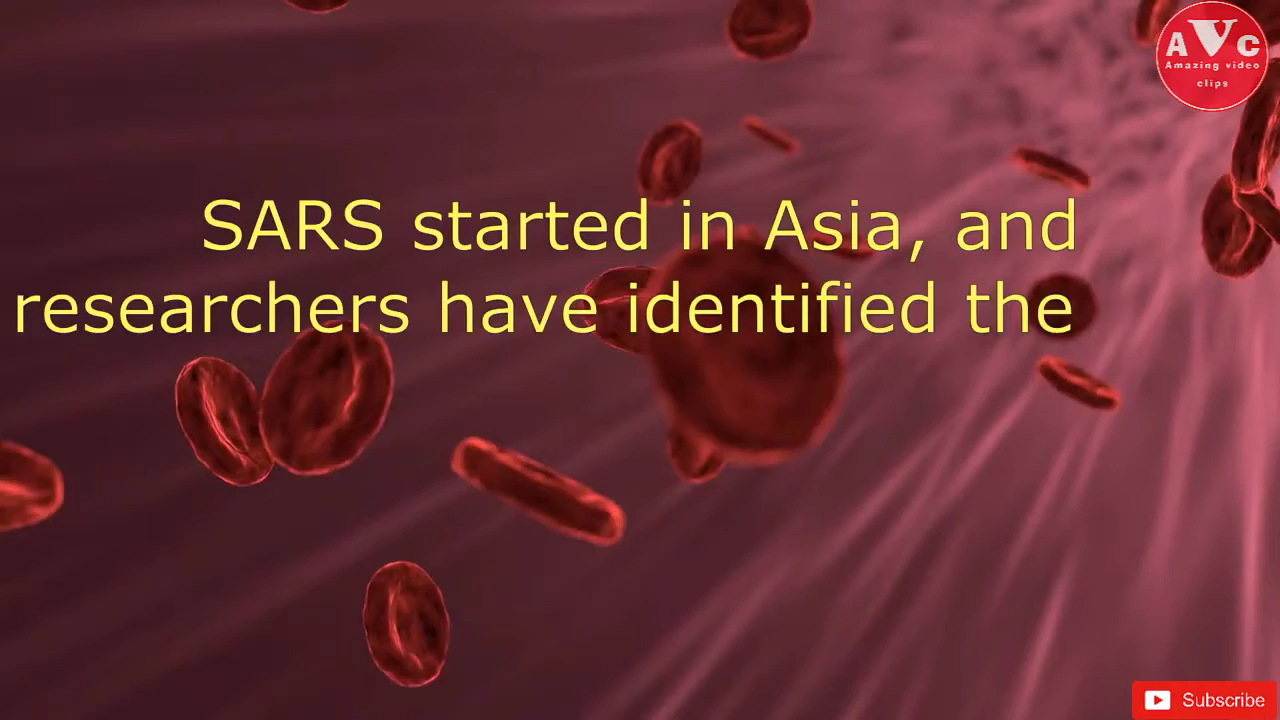 AVC
Amazing video
clips
SARS started in Asia, and
researchers have identified the
Subscribe